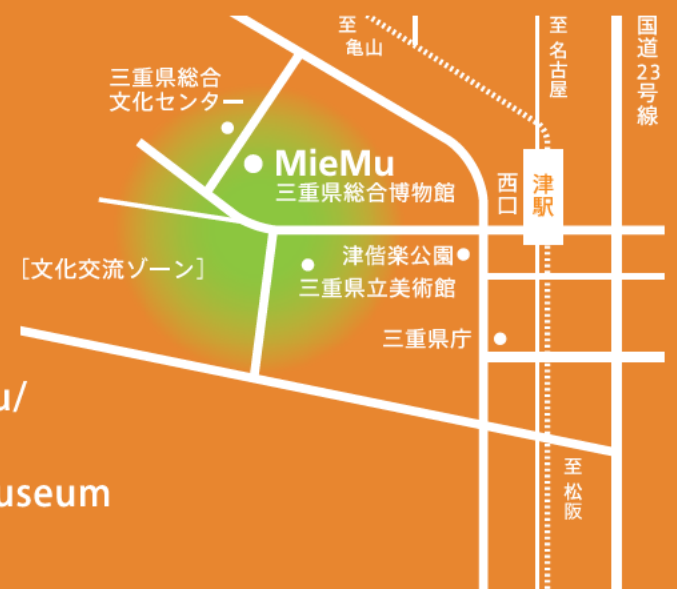 至
亀山
至 名古屋
国道23号線
三重県総合
文化センター
MieMu
三重県総合博物館
西口
津駅
津偕楽公園
[文化交流ゾーン]
三重県立美術館
三重県庁
u/
至 松阪
useum